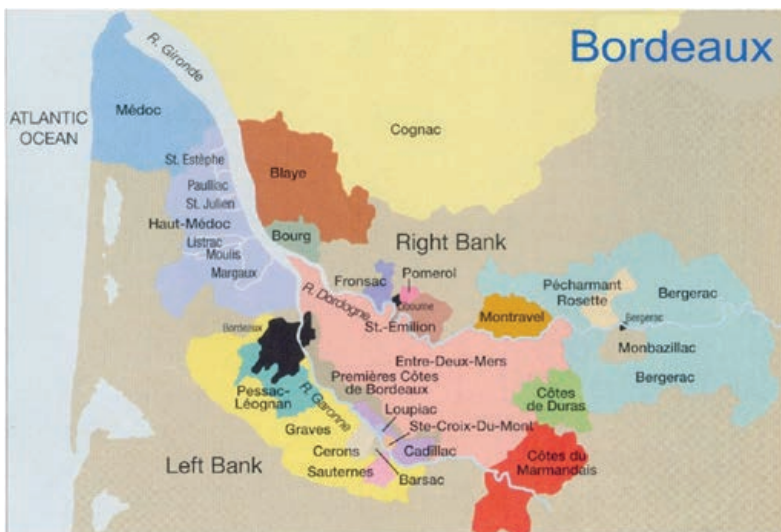 Bordeaux
R. Gironde
ATLANTIC
OCEAN
Médoc
Cognac
St. Estèphe
Pauilliac
St. Julien
Haut-Médoc
Listrac
Moulis
Margaux
Blaye
Bourg
Right Bank
Fronsac
Pomerol
Libourne
St.-Émilion
R. Dordogne
Montravel
Pécharmant
Rosette
Bergerac
Bergerac
Monbazillac
Bergerac
Bordeaux
Entre-Deux-Mers
Premières Côtes
de Bordeaux
Pessac-
Léognan
R. Garonne
Loupiac
Ste-Croix-Du-Mont
Côtes
de Duras
Graves
Cerons
Cadillac
Left Bank
Sauternes
Barsac
Côtes du
Marmandais